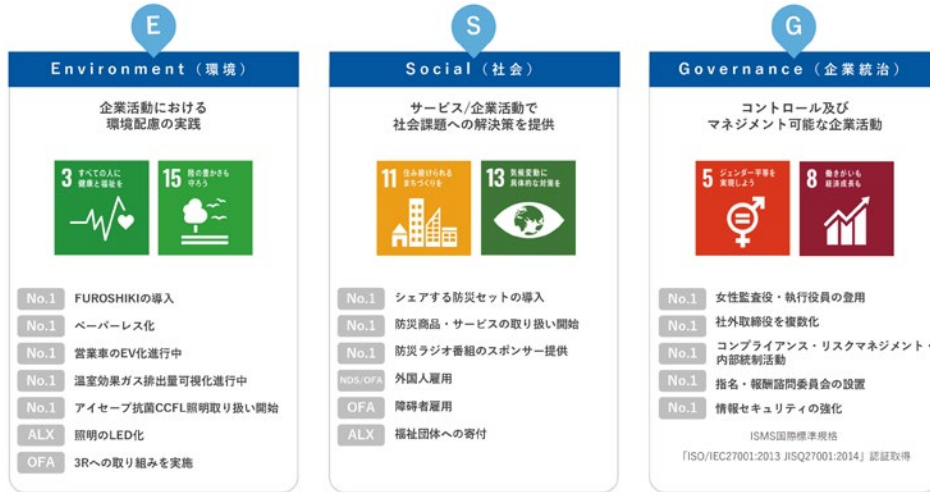 E
Environment（環境）
企業活動における
環境配慮の実践
3 すべての人に
健康と福祉を
15 陸の豊かさも
守ろう
No.1 FUROSHIKIの導入
No.1 ペーパーレス化
No.1 営業車のEV化進行中
No.1 温室効果ガス排出量可視化進行中
No.1 アイセーブ抗菌CCFL照明取り扱い開始
ALX 照明のLED化
OFA 3Rへの取り組みを実施
S
Social（社会）
サービス/企業活動で
社会課題への解決策を提供
11 住み続けられる
まちづくりを
13 気候変動に
具体的な対策を
No.1 シェアする防災セットの導入
No.1 防災商品・サービスの取り扱い開始
No.1 防災ラジオ番組のスポンサー提供
NDS/OFA 外国人雇用
OFA 障碍者雇用
ALX 福祉団体への寄付
G
Governance（企業統治）
コントロール及び
マネジメント可能な企業活動
5 ジェンダー平等を
実現しよう
8 働きがいも
経済成長も
No.1 女性監査役・執行役員の登用
No.1 社外取締役を複数化
No.1 コンプライアンス・リスクマネジメント・
内部統制活動
No.1 指名・報酬諮問委員会の設置
No.1 情報セキュリティの強化
ISMS国際標準規格
「ISO/IEC27001:2013 JISQ27001:2014」認証取得